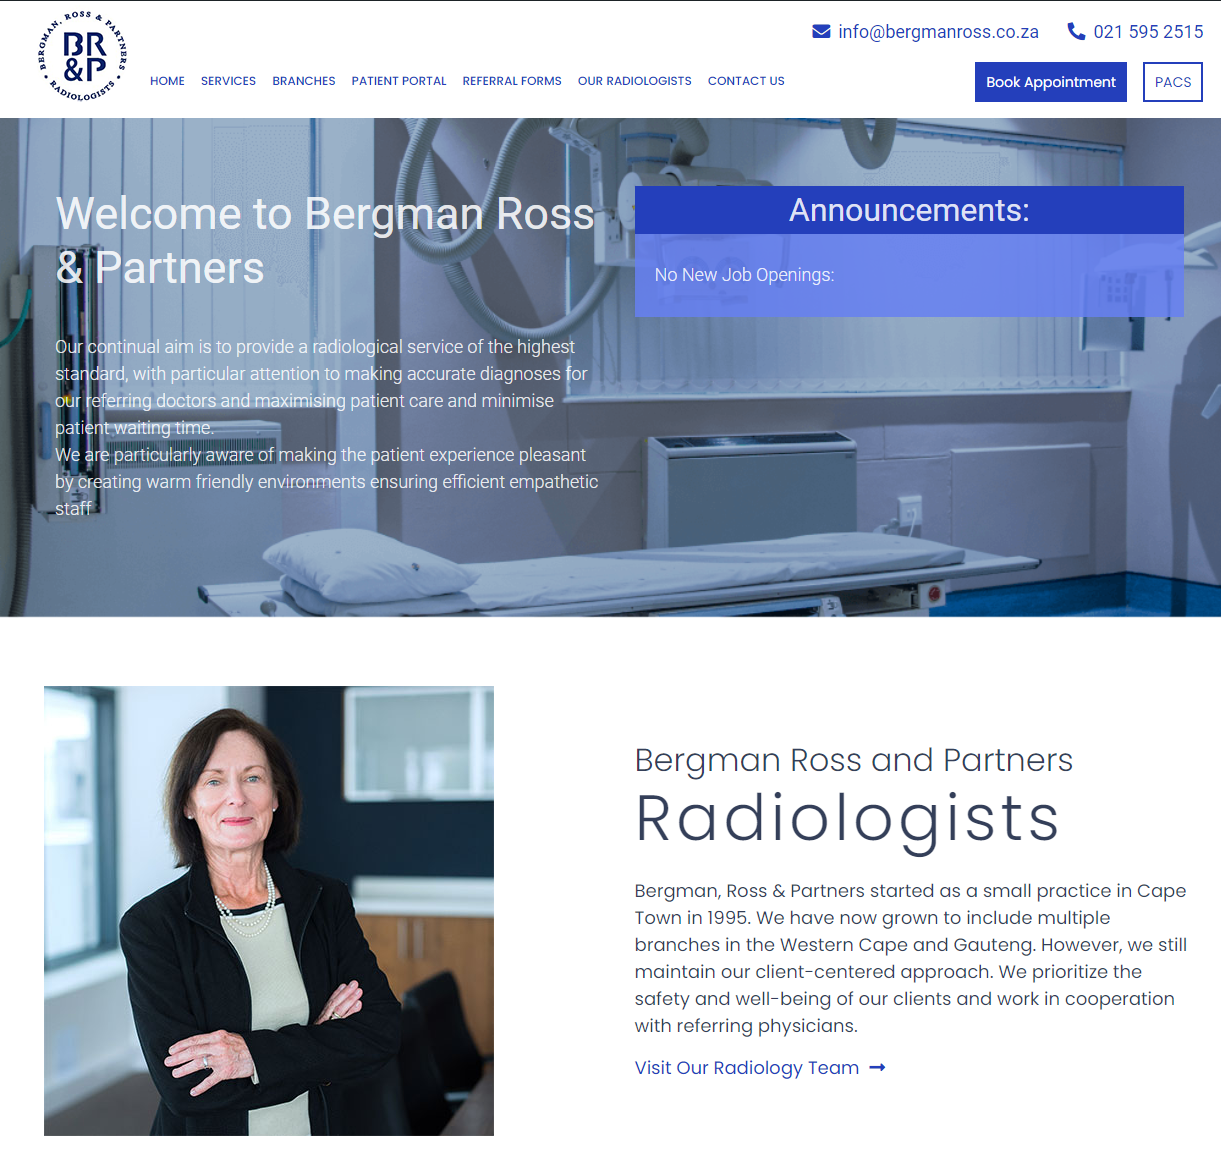 BERGMAN, ROSS & PARTNERS
BR
&P
• RADIOLOGISTS •
info@bergmanross.co.za
021 595 2515
HOME
SERVICES
BRANCHES
PATIENT PORTAL
REFERRAL FORMS
OUR RADIOLOGISTS
CONTACT US
Book Appointment
PACS
Welcome to Bergman Ross
& Partners
Our continual aim is to provide a radiological service of the highest
standard, with particular attention to making accurate diagnoses for
our referring doctors and maximising patient care and minimise
patient waiting time.
We are particularly aware of making the patient experience pleasant
by creating warm friendly environments ensuring efficient empathetic
staff
Announcements:
No New Job Openings:
Bergman Ross and Partners
Radiologists
Bergman, Ross & Partners started as a small practice in Cape
Town in 1995. We have now grown to include multiple
branches in the Western Cape and Gauteng. However, we still
maintain our client-centered approach. We prioritize the
safety and well-being of our clients and work in cooperation
with referring physicians.
Visit Our Radiology Team →